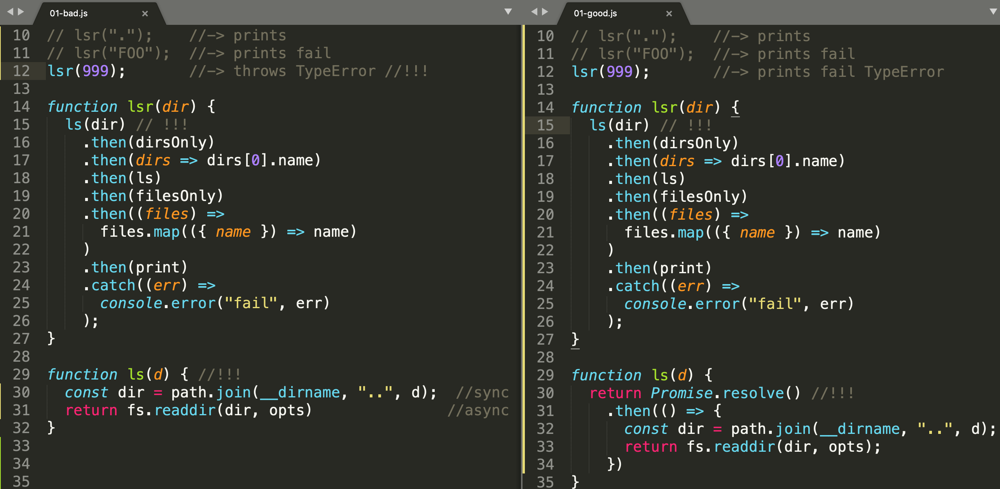 01-bad.js ×
10 // lsr(".");    //-> prints
11 // lsr("FOO");  //-> prints fail
12 lsr(999);       //-> throws TypeError //!!!
13
14 function lsr(dir) {
15   ls(dir) // !!!
16     .then(dirsOnly)
17     .then(dirs => dirs[0].name)
18     .then(ls)
19     .then(filesOnly)
20     .then((files) =>
21       files.map(({ name }) => name)
22     )
23     .then(print)
24     .catch((err) =>
25       console.error("fail", err)
26     );
27 }
28
29 function ls(d) { //!!!
30   const dir = path.join(__dirname, "..", d);  //sync
31   return fs.readdir(dir, opts)               //async
32 }
33
34
35
01-good.js ×
10 // lsr(".");    //-> prints
11 // lsr("FOO");  //-> prints fail
12 lsr(999);       //-> prints fail TypeError
13
14 function lsr(dir) {
15   ls(dir) // !!!
16     .then(dirsOnly)
17     .then(dirs => dirs[0].name)
18     .then(ls)
19     .then(filesOnly)
20     .then((files) =>
21       files.map(({ name }) => name)
22     )
23     .then(print)
24     .catch((err) =>
25       console.error("fail", err)
26     );
27 }
28
29 function ls(d) {
30   return Promise.resolve() //!!!
31     .then(() => {
32       const dir = path.join(__dirname, "..", d);
33       return fs.readdir(dir, opts);
34     })
35 }